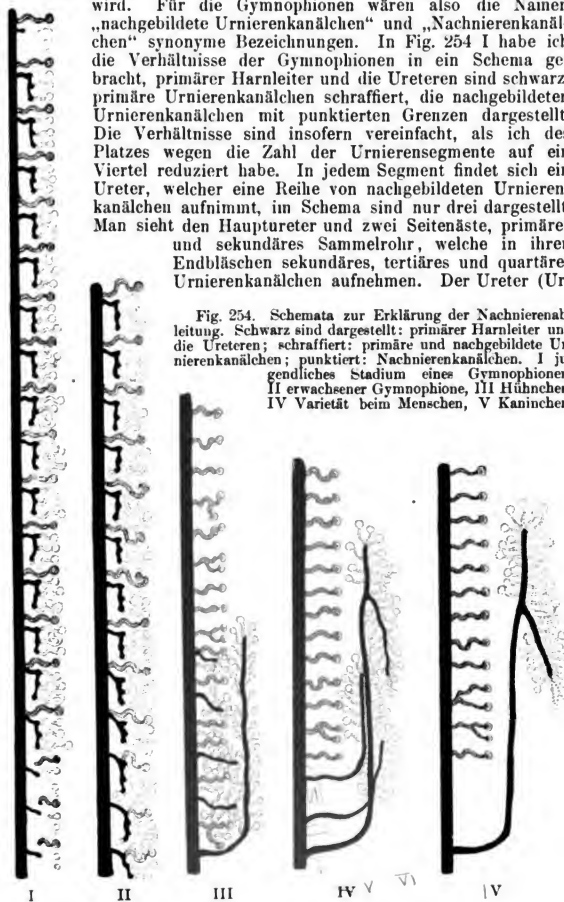 wird. Für die Gymnophionen wären also die
„nachgebildete Urnierenkanälchen“ und „Nachnierenkanäl
chen“ synonyme Bezeichnungen. In Fig. 254 I habe ich
die Verhältnisse der Gymnophionen in ein Schema ge
bracht, primärer Harnleiter und die Ureteren sind schwarz
primäre Urnierenkanälchen schraffiert, die nachgebildeten
Urnierenkanälchen mit punktierten Grenzen dargestellt
Die Verhältnisse sind insofern vereinfacht, als ich des
Platzes wegen die Zahl der Urnierensegmente auf ein
Viertel reduziert habe. In jedem Segment findet sich ein
Ureter, welcher eine Reihe von nachgebildeten Urnieren
kanälchen aufnimmt, im Schema sind nur drei dargestellt
Man sieht den Hauptureter und zwei Seitenäste, primäre
und sekundäres Sammelrohr, welche in ihren
Endbläschen sekundäres, tertiäres und quartäre
Urnierenkanälchen aufnehmen. Der Ureter (Ur
Fig. 254. Schemata zur Erklärung der Nachnierenab
leitung. Schwarz sind dargestellt: primärer Harnleiter un
die Ureteren; schraffiert: primäre und nachgebildete Ur
nierenkanälchen; punktiert: Nachnierenkanälchen. I ju
gendliches Stadium eines Gymnophionen
II erwachsener Gymnophione, III Hühnchen
IV Varietät beim Menschen, V Kaninchen
I II III IV V VI V